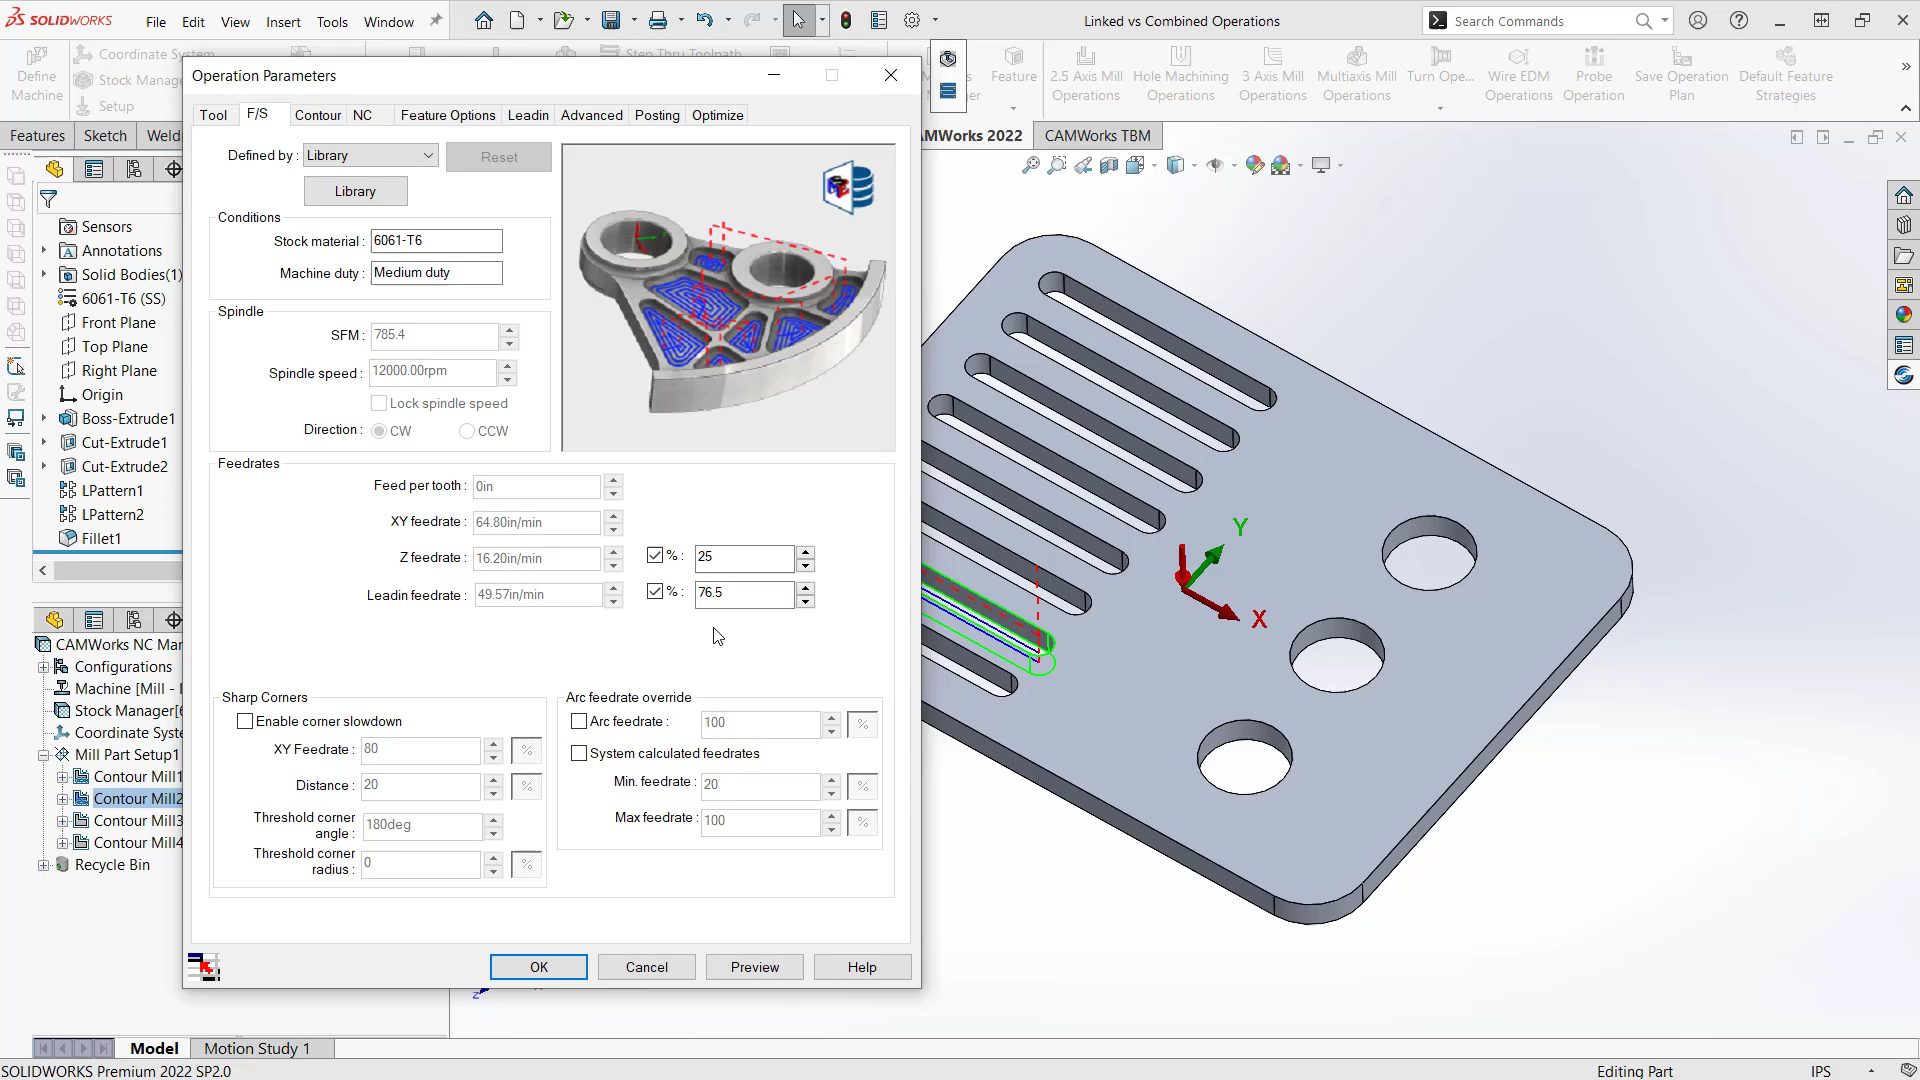 SOLIDWORKS
File Edit View Insert Tools Window
Linked vs Combined Operations
Search Commands
Define Machine
Coordinate System
Stock Manag
Setup
Step Thru Toolpath
Feature
2.5 Axis Mill Operations
Hole Machining Operations
3 Axis Mill Operations
Multiaxis Mill Operations
Turn Ope...
Wire EDM Operations
Probe Operation
Save Operation Plan
Default Feature Strategies
Features Sketch Weld
AMWorks 2022 CAMWorks TBM
Operation Parameters
Tool F/S Contour NC Feature Options Leadin Advanced Posting Optimize
Defined by : Library Reset
Library
Conditions
Stock material : 6061-T6
Machine duty : Medium duty
Spindle
SFM : 785.4
Spindle speed : 12000.00rpm
Lock spindle speed
Direction : CW CCW
Feedrates
Feed per tooth : 0in
XY feedrate : 64.80in/min
Z feedrate : 16.20in/min % : 25
Leadin feedrate : 49.57in/min % : 76.5
Sharp Corners
Enable corner slowdown
XY Feedrate : 80 %
Distance : 20 %
Threshold corner angle : 180deg
Threshold corner radius : 0 %
Arc feedrate override
Arc feedrate : 100 %
System calculated feedrates
Min. feedrate : 20 %
Max feedrate : 100 %
OK Cancel Preview Help
Sensors
Annotations
Solid Bodies(1)
6061-T6 (SS)
Front Plane
Top Plane
Right Plane
Origin
Boss-Extrude1
Cut-Extrude1
Cut-Extrude2
LPattern1
LPattern2
Fillet1
CAMWorks NC Mar
Configurations
Machine [Mill - I
Stock Manager[6
Coordinate Syste
Mill Part Setup1
Contour Mill1
Contour Mill2
Contour Mill3
Contour Mill4
Recycle Bin
Y
X
Z
Model Motion Study 1
SOLIDWORKS Premium 2022 SP2.0
Editing Part
IPS